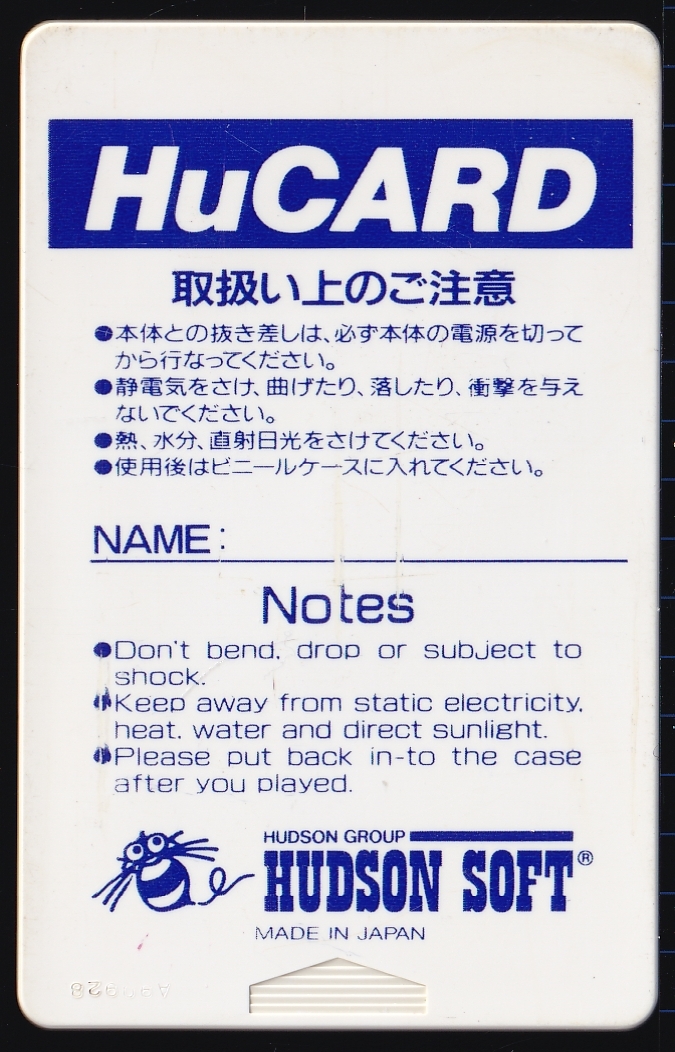 HuCARD
取扱い上のご注意
●本体との抜き差しは、必ず本体の電源を切って
から行なってください。
●静電気をさけ、曲げたり、落したり、衝撃を与え
ないでください。
●熱、水分、直射日光をさけてください。
●使用後はビニールケースに入れてください。
NAME:
Notes
●Don't bend, drop or subject to
shock.
●Keep away from static electricity,
heat, water and direct sunlight.
●Please put back in-to the case
after you played.
HUDSON GROUP
HUDSON SOFT®
MADE IN JAPAN